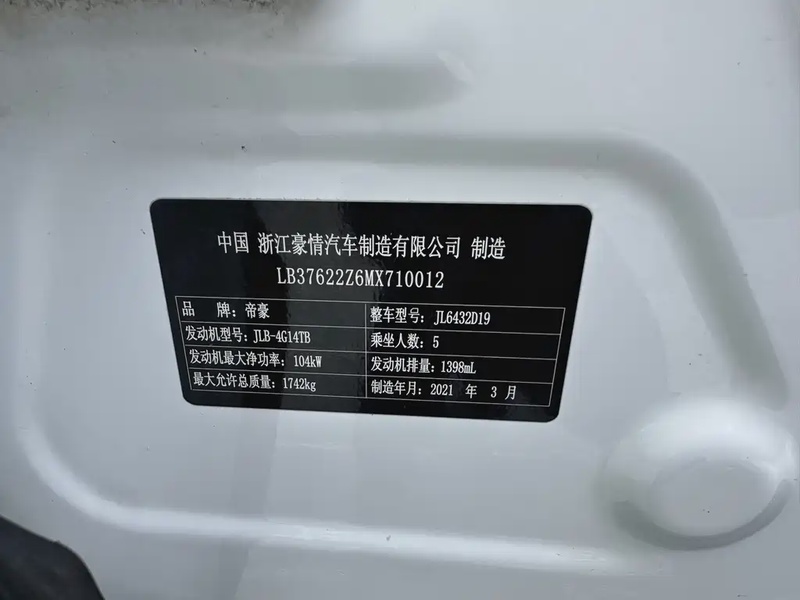 中国 浙江豪情汽车制造有限公司 制造
LB37622Z6MX710012
品 牌：帝豪 整车型号：JL6432D19
发动机型号：JLB-4G14TB 乘坐人数：5
发动机最大净功率：104kW 发动机排量：1398mL
最大允许总质量：1742kg 制造年月：2021 年 3 月